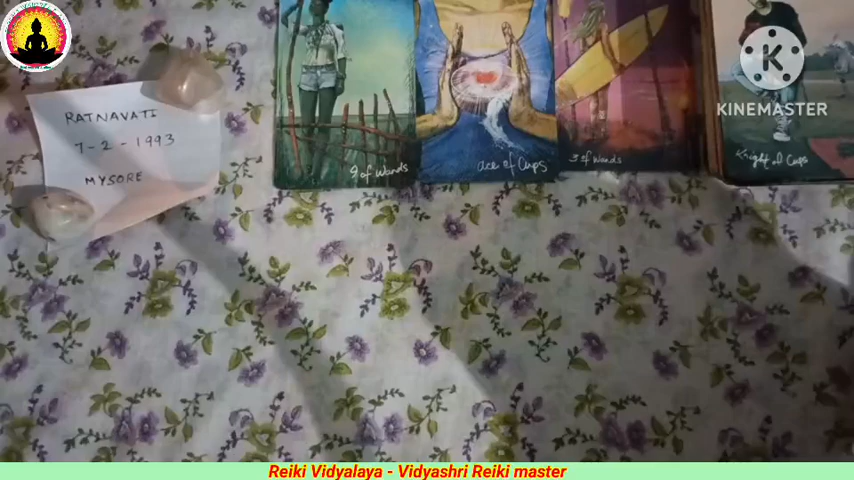 RATNAVATI
7-2-1993
MYSORE
9 of Wands
ace of Cups
3 of Wands
Knight of Cups
KINEMASTER
Reiki Vidyalaya - Vidyashri Reiki master